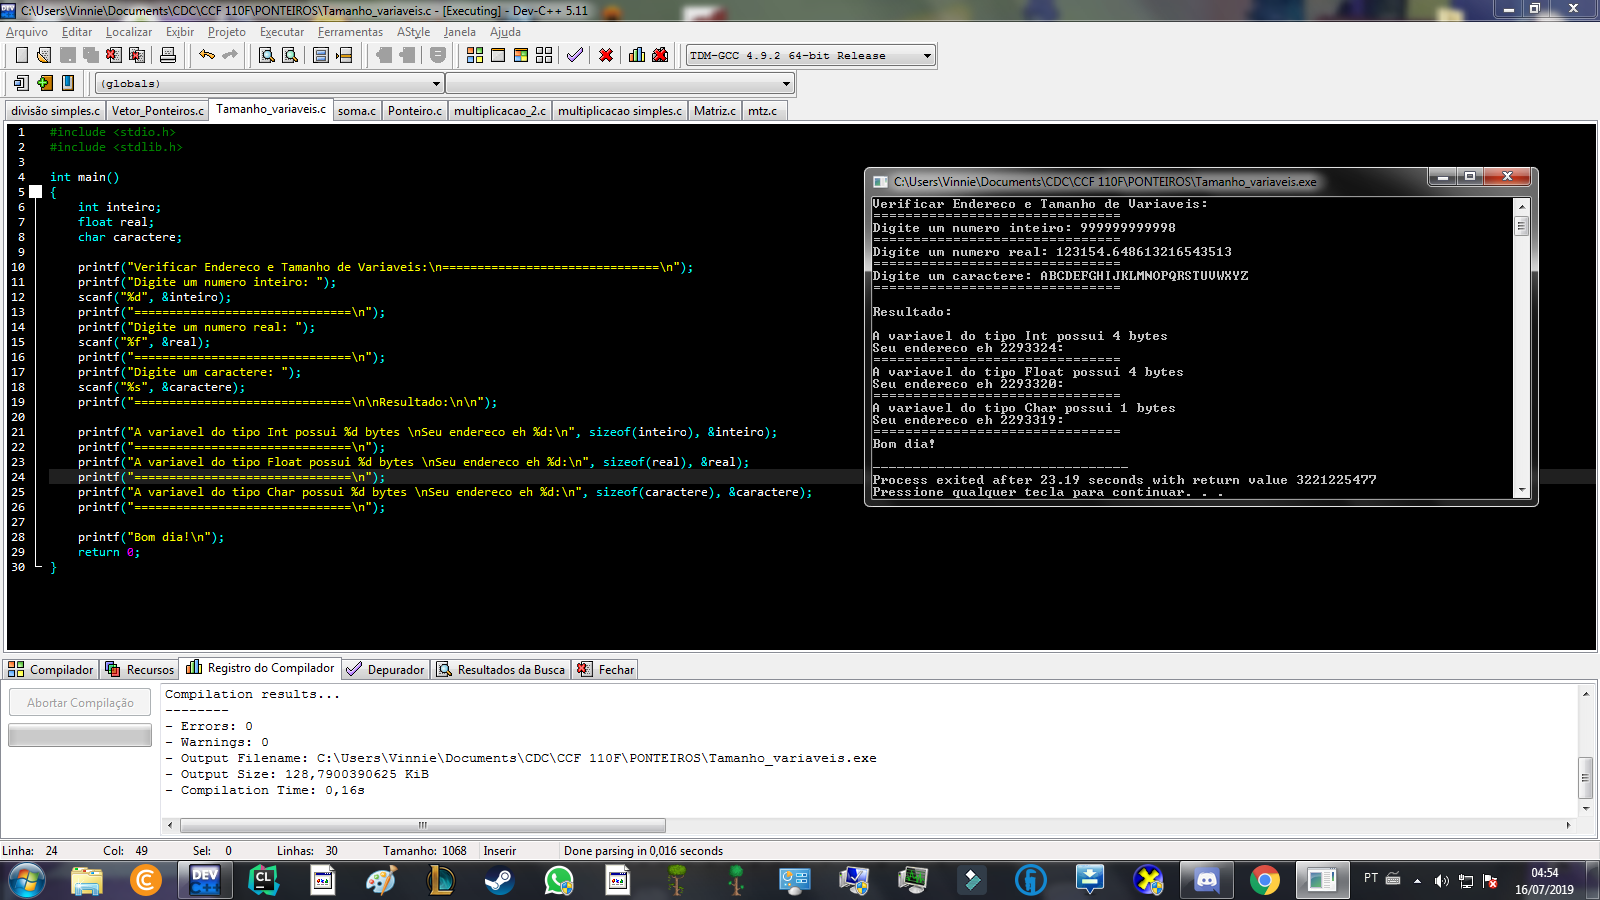 C:\Users\Vinnie\Documents\CDC\CCF 110F\PONTEIROS\Tamanho_variaveis.c - [Executing] - Dev-C++ 5.11
Arquivo Editar Localizar Exibir Projeto Executar Ferramentas AStyle Janela Ajuda
TDM-GCC 4.9.2 64-bit Release
(globals)
divisão simples.c Vetor_Ponteiros.c Tamanho_variaveis.c soma.c Ponteiro.c multiplicacao_2.c multiplicacao simples.c Matriz.c mtz.c
1 #include <stdio.h>
2 #include <stdlib.h>
3
4 int main()
5 {
6 int inteiro;
7 float real;
8 char caractere;
9
10 printf("Verificar Endereco e Tamanho de Variaveis:\n===============================\n");
11 printf("Digite um numero inteiro: ");
12 scanf("%d", &inteiro);
13 printf("===============================\n");
14 printf("Digite um numero real: ");
15 scanf("%f", &real);
16 printf("===============================\n");
17 printf("Digite um caractere: ");
18 scanf("%s", &caractere);
19 printf("===============================\n\nResultado:\n\n");
20
21 printf("A variavel do tipo Int possui %d bytes \nSeu endereco eh %d:\n", sizeof(inteiro), &inteiro);
22 printf("===============================\n");
23 printf("A variavel do tipo Float possui %d bytes \nSeu endereco eh %d:\n", sizeof(real), &real);
24 printf("===============================\n");
25 printf("A variavel do tipo Char possui %d bytes \nSeu endereco eh %d:\n", sizeof(caractere), &caractere);
26 printf("===============================\n");
27
28 printf("Bom dia!\n");
29 return 0;
30 }
C:\Users\Vinnie\Documents\CDC\CCF 110F\PONTEIROS\Tamanho_variaveis.exe
Verificar Endereco e Tamanho de Variaveis:
===============================
Digite um numero inteiro: 999999999998
===============================
Digite um numero real: 123154.648613216543513
===============================
Digite um caractere: ABCDEFGHIJKLMNOPQRSTUVWXYZ
===============================
Resultado:
A variavel do tipo Int possui 4 bytes
Seu endereco eh 2293324:
===============================
A variavel do tipo Float possui 4 bytes
Seu endereco eh 2293320:
===============================
A variavel do tipo Char possui 1 bytes
Seu endereco eh 2293319:
===============================
Bom dia!
--------------------------------
Process exited after 23.19 seconds with return value 3221225477
Pressione qualquer tecla para continuar. . .
Compilador Recursos Registro do Compilador Depurador Resultados da Busca Fechar
Abortar Compilação
Compilation results...
--------
- Errors: 0
- Warnings: 0
- Output Filename: C:\Users\Vinnie\Documents\CDC\CCF 110F\PONTEIROS\Tamanho_variaveis.exe
- Output Size: 128,7900390625 KiB
- Compilation Time: 0,16s
Linha: 24 Col: 49 Sel: 0 Linhas: 30 Tamanho: 1068 Inserir Done parsing in 0,016 seconds
DEV C++ CL
PT
04:54
16/07/2019